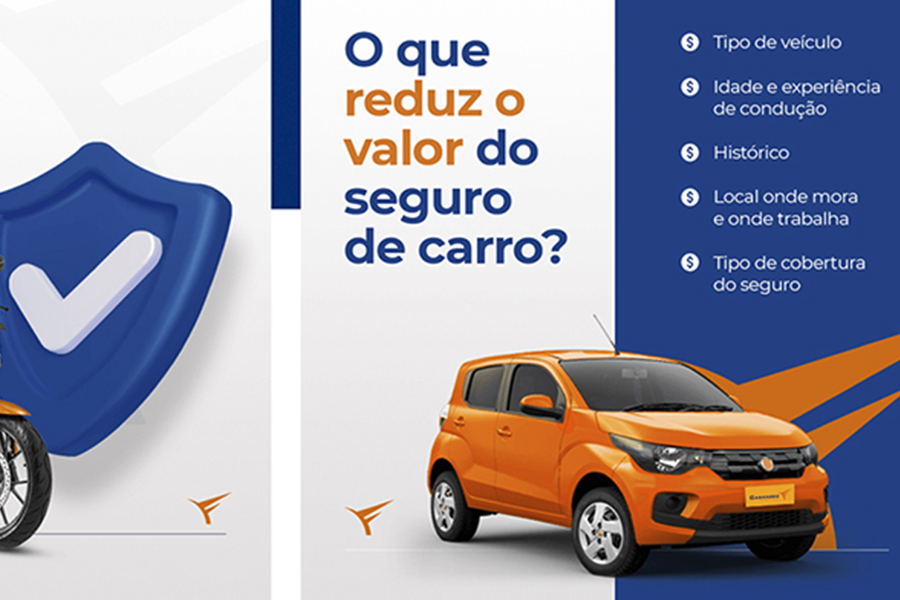 O que
reduz o
valor do
seguro
de carro?
Tipo de veículo
Idade e experiência
de condução
Histórico
Local onde mora
e onde trabalha
Tipo de cobertura
do seguro